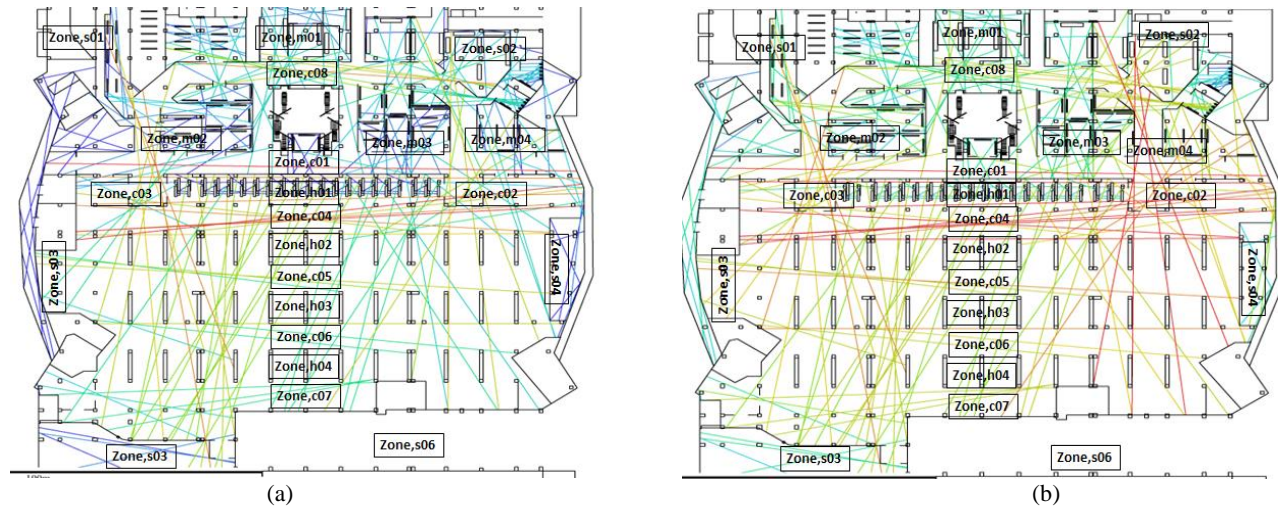 Zone,s01
Zone,m01
Zone,s02
Zone,c08
Zone,m02
Zone,m03
Zone,m04
Zone,c01
Zone,c03
Zone,h01
Zone,c02
Zone,c04
Zone,h02
Zone,s03
Zone,c05
Zone,s04
Zone,h03
Zone,c06
Zone,h04
Zone,c07
Zone,s03
Zone,s06
(a)
Zone,s01
Zone,m01
Zone,s02
Zone,c08
Zone,m02
Zone,m03
Zone,m04
Zone,c01
Zone,c03
Zone,h01
Zone,c02
Zone,c04
Zone,h02
Zone,s03
Zone,c05
Zone,s04
Zone,h03
Zone,c06
Zone,h04
Zone,c07
Zone,s03
Zone,s06
(b)